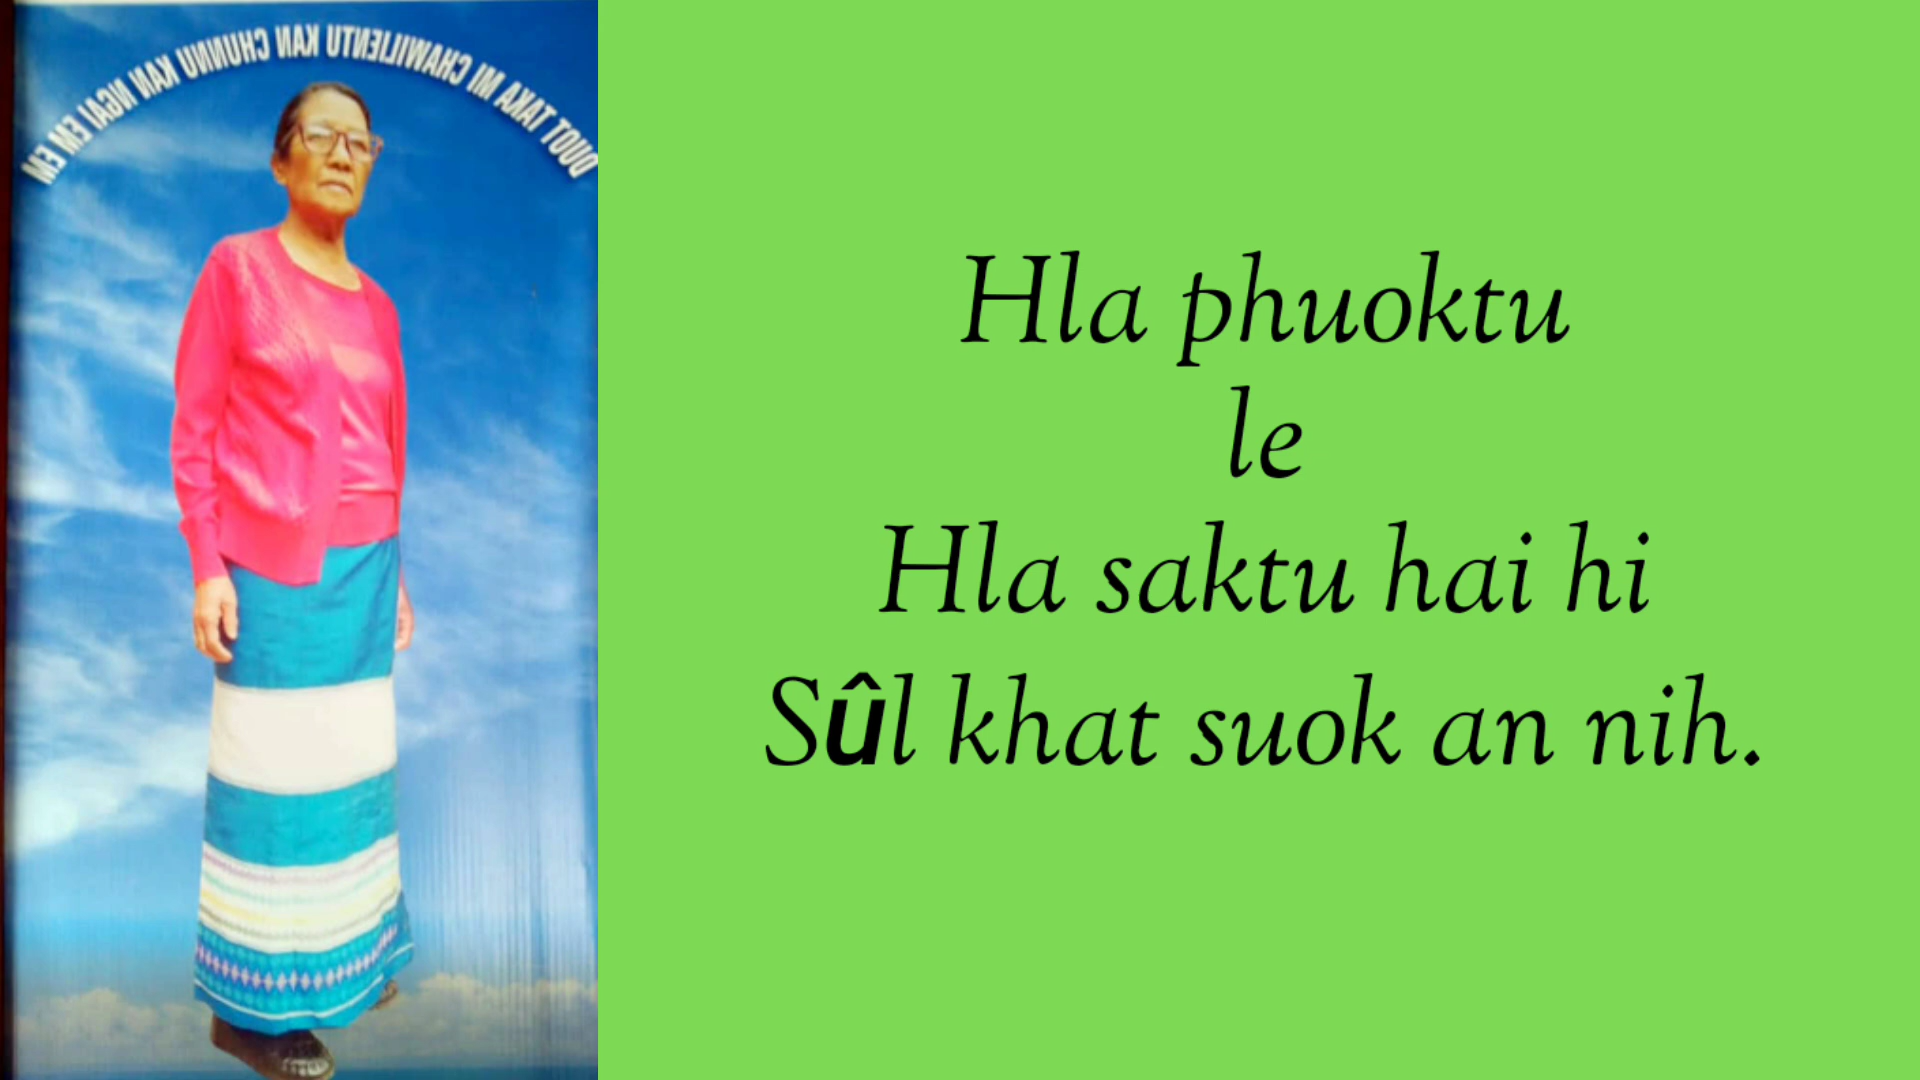 DUOT TAKA MI CHAWILIENTU KAN CHUNNU KAN NGAI EM EM
Hla phuoktu
le
Hla saktu hai hi
Sûl khat suok an nih.